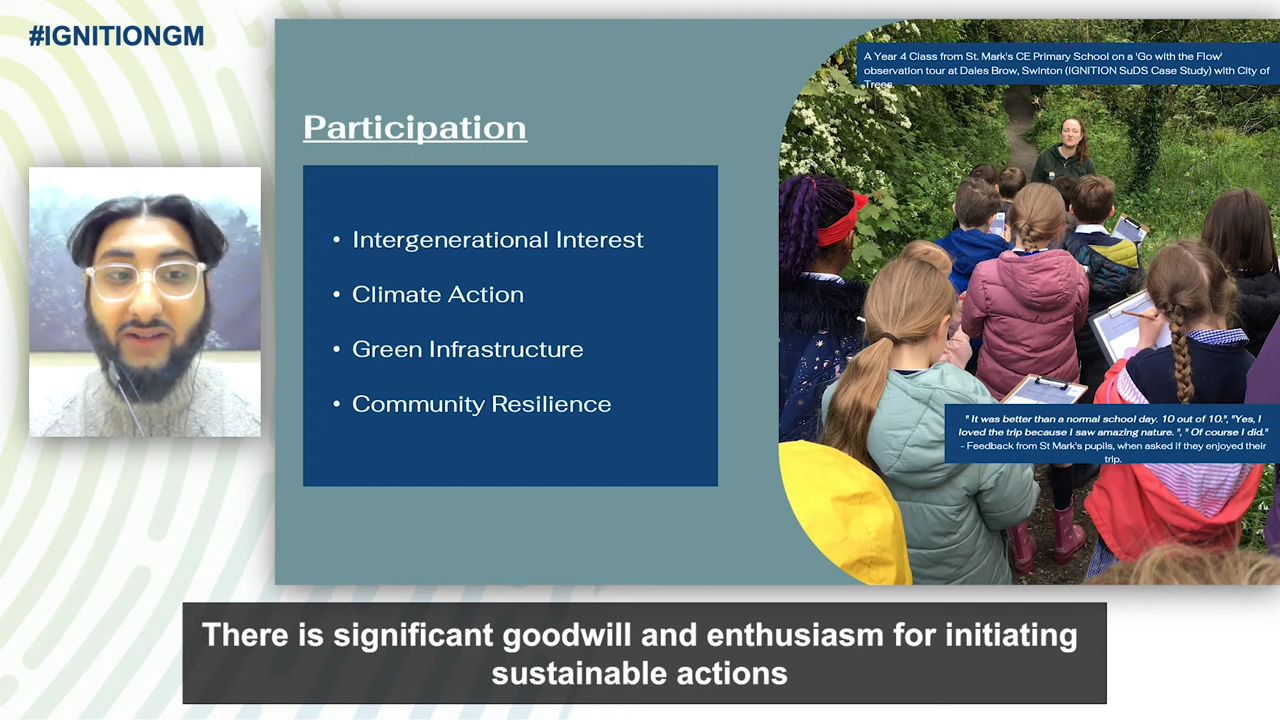 #IGNITIONGM
A Year 4 Class from St. Mark's CE Primary School on a 'Go with the Flow'
observation tour at Dales Brow, Swinton (IGNITION SuDS Case Study) with City of
Trees.
Participation
• Intergenerational Interest
• Climate Action
• Green Infrastructure
• Community Resilience
" It was better than a normal school day. 10 out of 10.", "Yes, I
loved the trip because I saw amazing nature. ", " Of course I did."
- Feedback from St Mark's pupils, when asked if they enjoyed their
trip.
There is significant goodwill and enthusiasm for initiating
sustainable actions